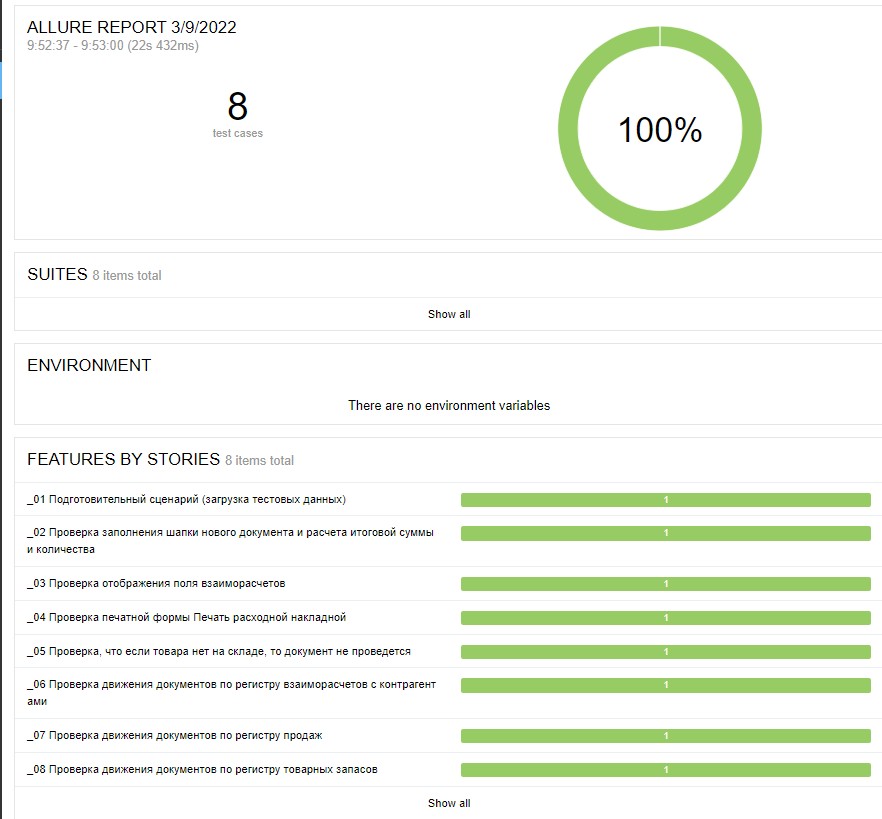 ALLURE REPORT 3/9/2022
9:52:37 - 9:53:00 (22s 432ms)
8
test cases
100%
SUITES 8 items total
Show all
ENVIRONMENT
There are no environment variables
FEATURES BY STORIES 8 items total
_01 Подготовительный сценарий (загрузка тестовых данных) 1
_02 Проверка заполнения шапки нового документа и расчета итоговой суммы 1
и количества
_03 Проверка отображения поля взаиморасчетов 1
_04 Проверка печатной формы Печать расходной накладной 1
_05 Проверка, что если товара нет на складе, то документ не проведется 1
_06 Проверка движения документов по регистру взаиморасчетов с контрагент 1
ами
_07 Проверка движения документов по регистру продаж 1
_08 Проверка движения документов по регистру товарных запасов 1
Show all